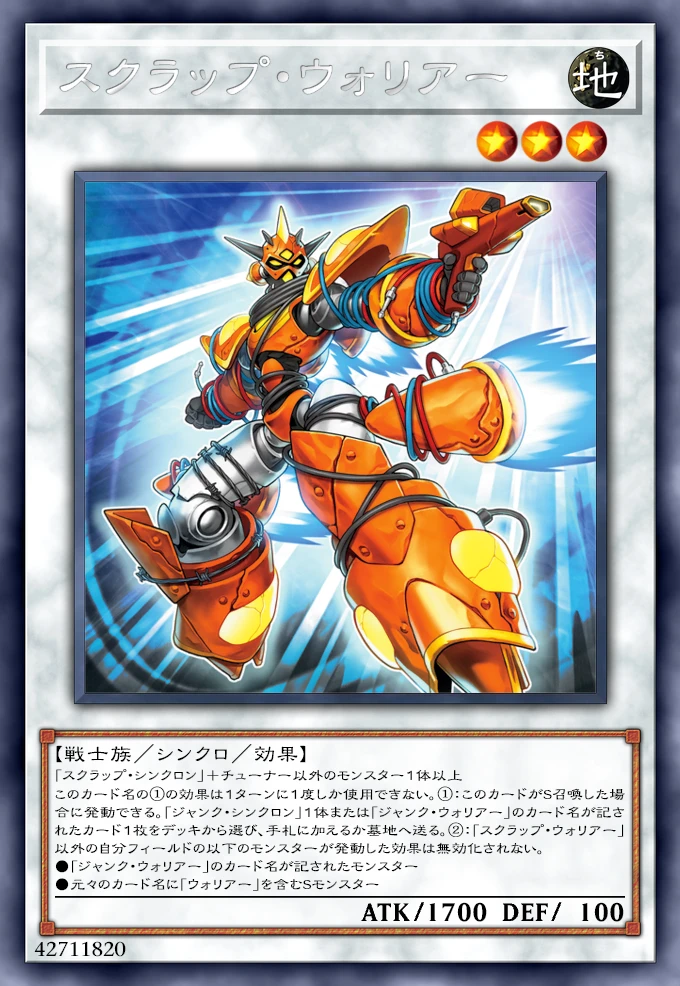 スクラップ・ウォリアー
ち
地
【戦士族／シンクロ／効果】
「スクラップ・シンクロン」＋チューナー以外のモンスター１体以上
このカード名の①の効果は１ターンに１度しか使用できない。①：このカードがS召喚した場
合に発動できる。「ジャンク・シンクロン」１体または「ジャンク・ウォリアー」のカード名が記さ
れたカード１枚をデッキから選び、手札に加えるか墓地へ送る。②：「スクラップ・ウォリアー」
以外の自分フィールドの以下のモンスターが発動した効果は無効化されない。
●「ジャンク・ウォリアー」のカード名が記されたモンスター
●元々のカード名に「ウォリアー」を含むSモンスター
ATK/1700 DEF/ 100
42711820